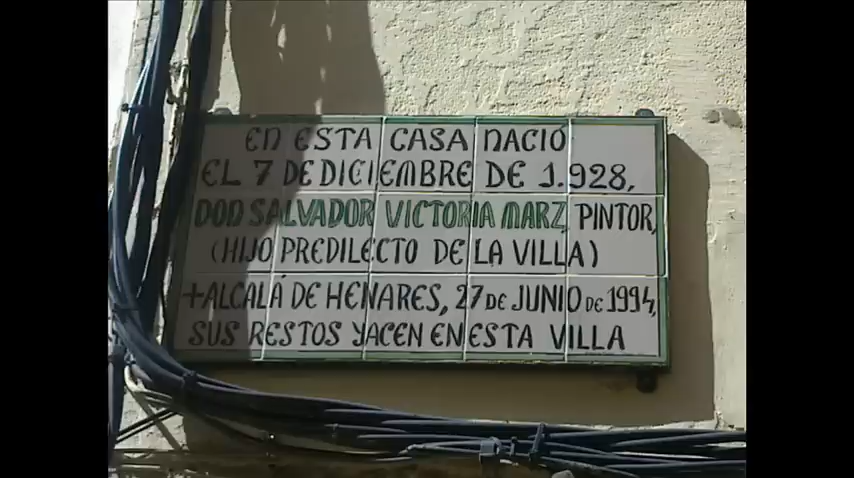 EN ESTA CASA NACIÓ
EL 7 DE DICIEMBRE DE 1.928,
DON SALVADOR VICTORIA MARZ, PINTOR,
(HIJO PREDILECTO DE LA VILLA)
+ALCALÁ DE HENARES, 27 DE JUNIO DE 1994,
SUS RESTOS YACEN EN ESTA VILLA